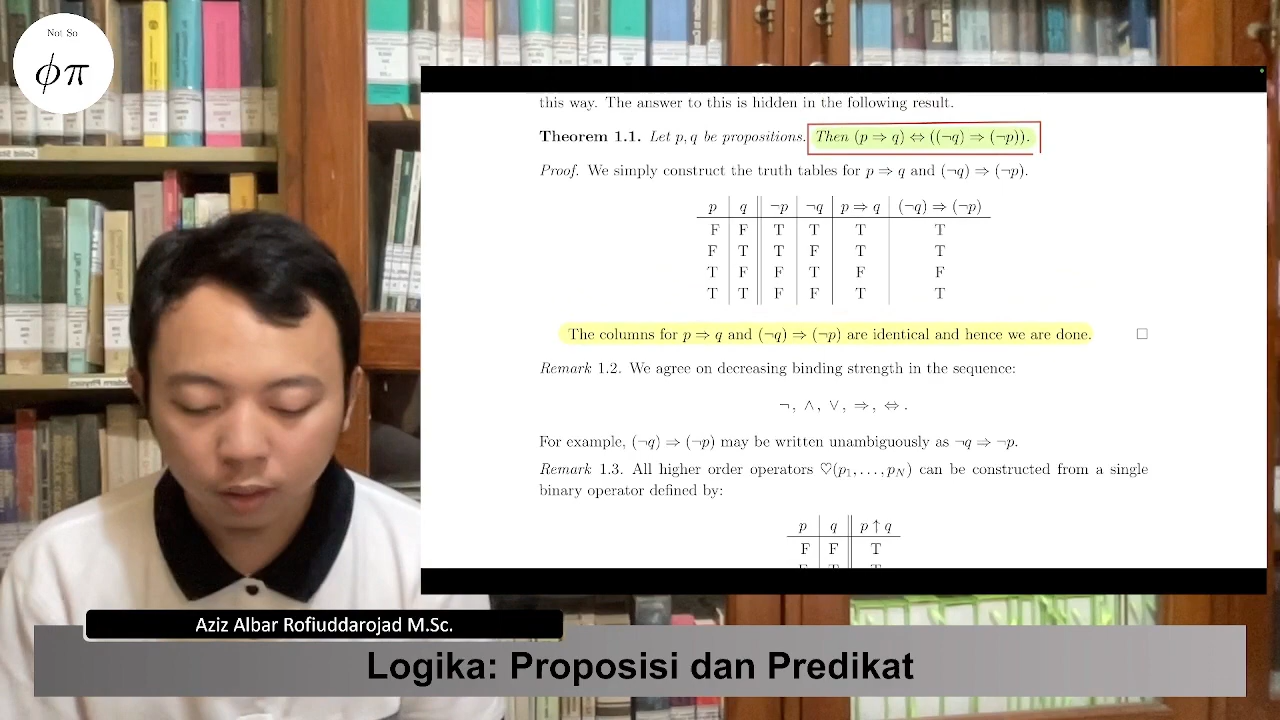 Not So
ϕπ
this way. The answer to this is hidden in the following result.
Theorem 1.1. Let p, q be propositions. Then (p ⇒ q) ⇔ ((¬q) ⇒ (¬p)).
Proof. We simply construct the truth tables for p ⇒ q and (¬q) ⇒ (¬p).
p q ¬p ¬q p ⇒ q (¬q) ⇒ (¬p)
F F T T T T
F T T F T T
T F F T F F
T T F F T T
The columns for p ⇒ q and (¬q) ⇒ (¬p) are identical and hence we are done. □
Remark 1.2. We agree on decreasing binding strength in the sequence:
¬, ∧, ∨, ⇒, ⇔.
For example, (¬q) ⇒ (¬p) may be written unambiguously as ¬q ⇒ ¬p.
Remark 1.3. All higher order operators ♡(p₁, . . . , pN) can be constructed from a single
binary operator defined by:
p q p ↑ q
F F T
Aziz Albar Rofiuddarojad M.Sc.
Logika: Proposisi dan Predikat